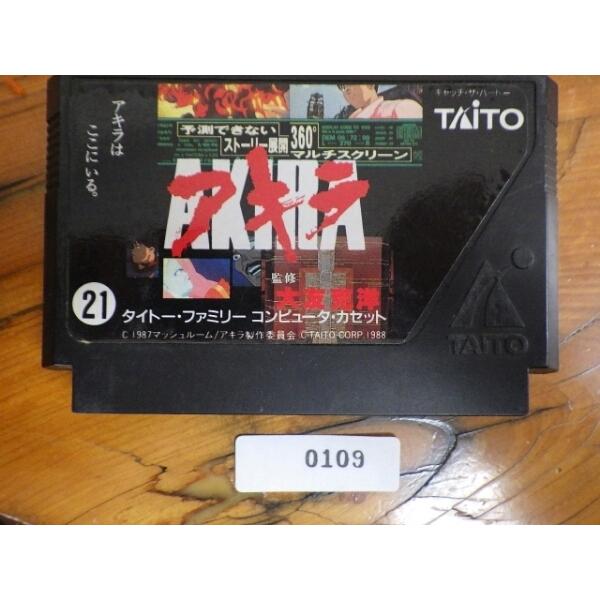 アキラは
ここにいる。
予測できない
ストーリー展開
360°
マルチスクリーン
キャッチ・ザ・ハートー
TAITO
AKIRA
アキラ
監修
大友克洋
21
タイトー・ファミリー コンピュータ・カセット
C 1987マッシュルーム/アキラ製作委員会 C TAITO CORP. 1988
TAITO
0109